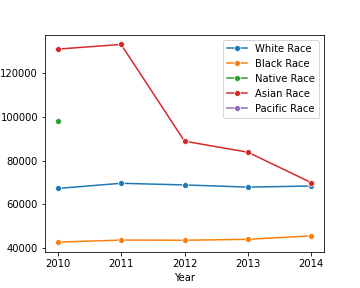 White Race
Black Race
Native Race
Asian Race
Pacific Race
120000
100000
80000
60000
40000
2010 2011 2012 2013 2014
Year